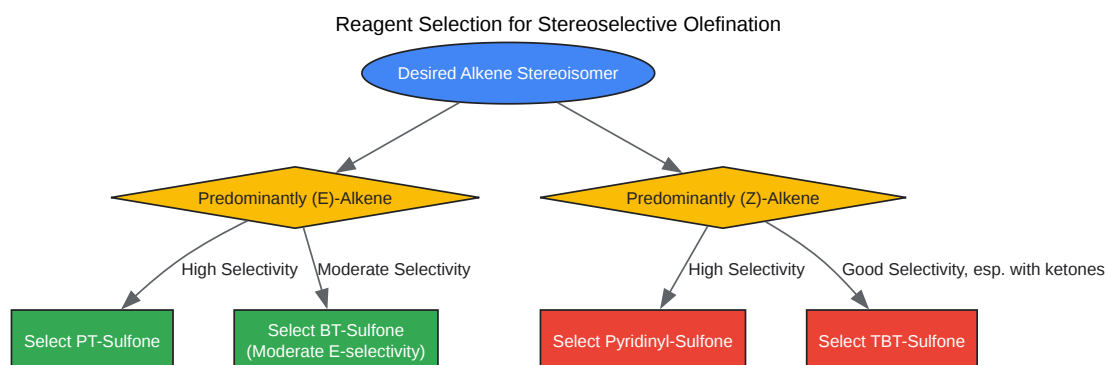 Reagent Selection for Stereoselective Olefination
Desired Alkene Stereoisomer
Predominantly (E)-Alkene
Predominantly (Z)-Alkene
High Selectivity
Moderate Selectivity
High Selectivity
Good Selectivity, esp. with ketones
Select PT-Sulfone
Select BT-Sulfone
(Moderate E-selectivity)
Select Pyridinyl-Sulfone
Select TBT-Sulfone